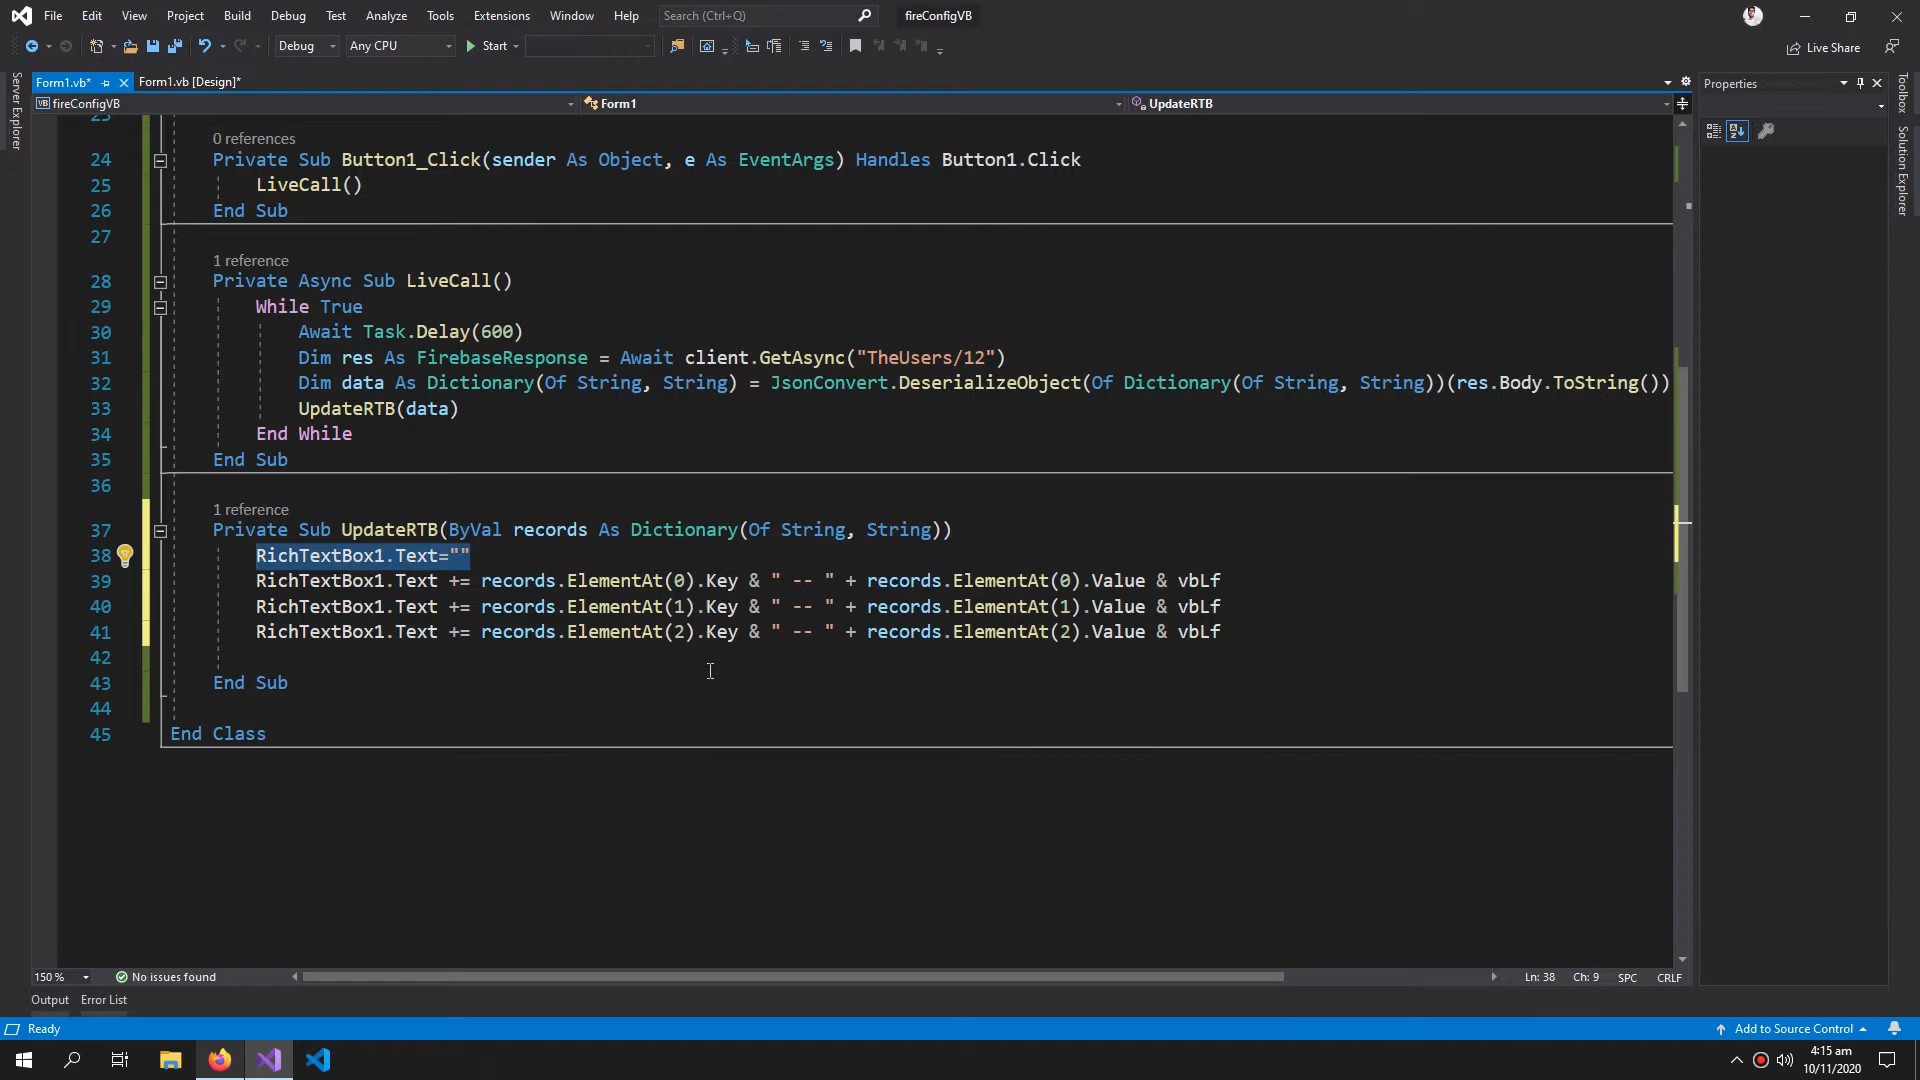 File Edit View Project Build Debug Test Analyze Tools Extensions Window Help Search (Ctrl+Q) fireConfigVB
Debug Any CPU Start Live Share
Server Explorer
Form1.vb* Form1.vb [Design]*
fireConfigVB Form1 UpdateRTB
Properties
Toolbox
Solution Explorer
23
0 references
24 Private Sub Button1_Click(sender As Object, e As EventArgs) Handles Button1.Click
25 LiveCall()
26 End Sub
27
1 reference
28 Private Async Sub LiveCall()
29 While True
30 Await Task.Delay(600)
31 Dim res As FirebaseResponse = Await client.GetAsync("TheUsers/12")
32 Dim data As Dictionary(Of String, String) = JsonConvert.DeserializeObject(Of Dictionary(Of String, String))(res.Body.ToString())
33 UpdateRTB(data)
34 End While
35 End Sub
36
1 reference
37 Private Sub UpdateRTB(ByVal records As Dictionary(Of String, String))
38 RichTextBox1.Text=""
39 RichTextBox1.Text += records.ElementAt(0).Key & " -- " + records.ElementAt(0).Value & vbLf
40 RichTextBox1.Text += records.ElementAt(1).Key & " -- " + records.ElementAt(1).Value & vbLf
41 RichTextBox1.Text += records.ElementAt(2).Key & " -- " + records.ElementAt(2).Value & vbLf
42
43 End Sub
44
45 End Class
150 % No issues found Ln: 38 Ch: 9 SPC CRLF
Output Error List
Ready Add to Source Control
4:15 am
10/11/2020